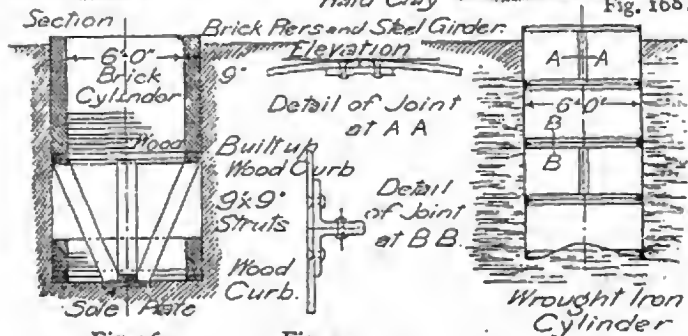 Hard Clay
Fig. 168.
Section
Brick Piers and Steel Girder.
Elevation
6'-0"
Brick
Cylinder
9"
Detail of Joint
at A A
A A
6'-0"
B
B
Wood
Built up
Wood Curb
9"x9"
Struts
Detail
of Joint
at B B.
Wood
Curb.
Sole Plate
Wrought Iron
Cylinder